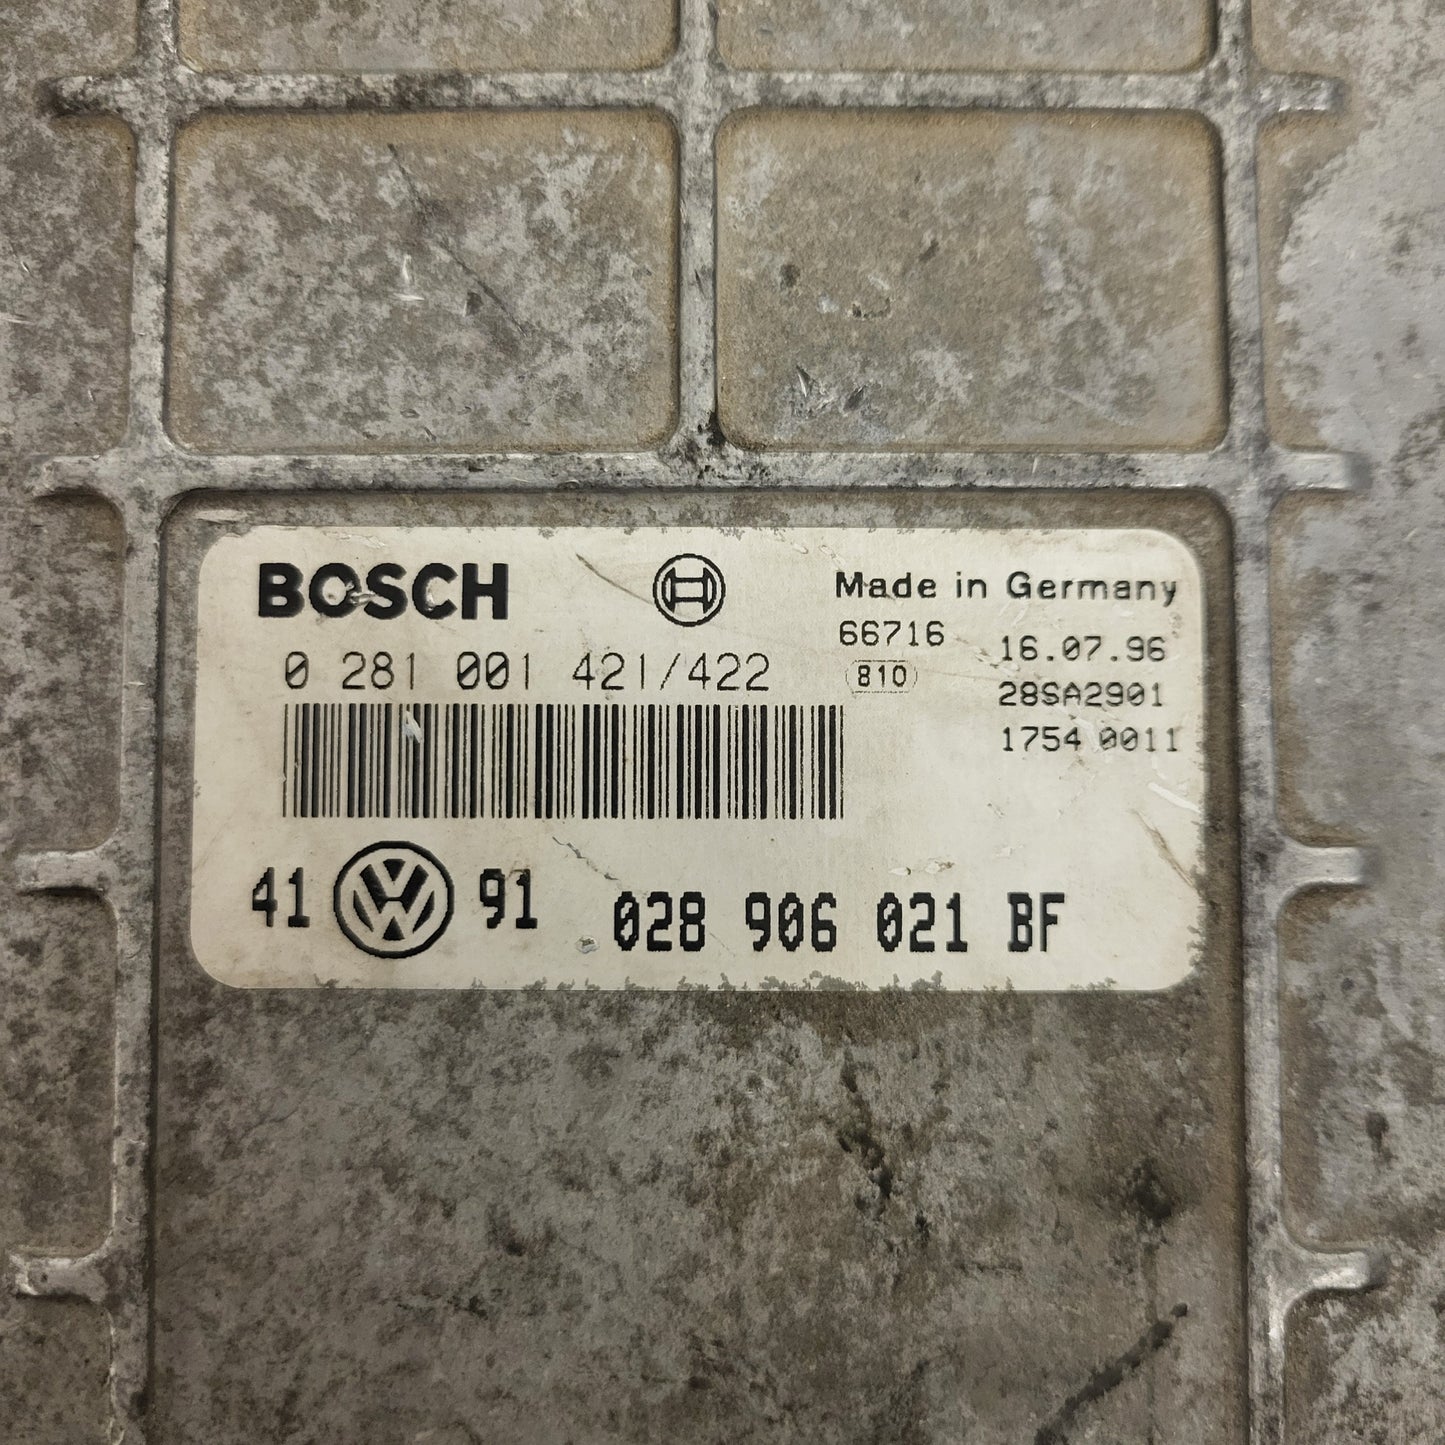 BOSCH
Made in Germany
66716
16.07.96
0 281 001 421/422
810
28SA2901
1754 0011
41 VW 91 028 906 021 BF